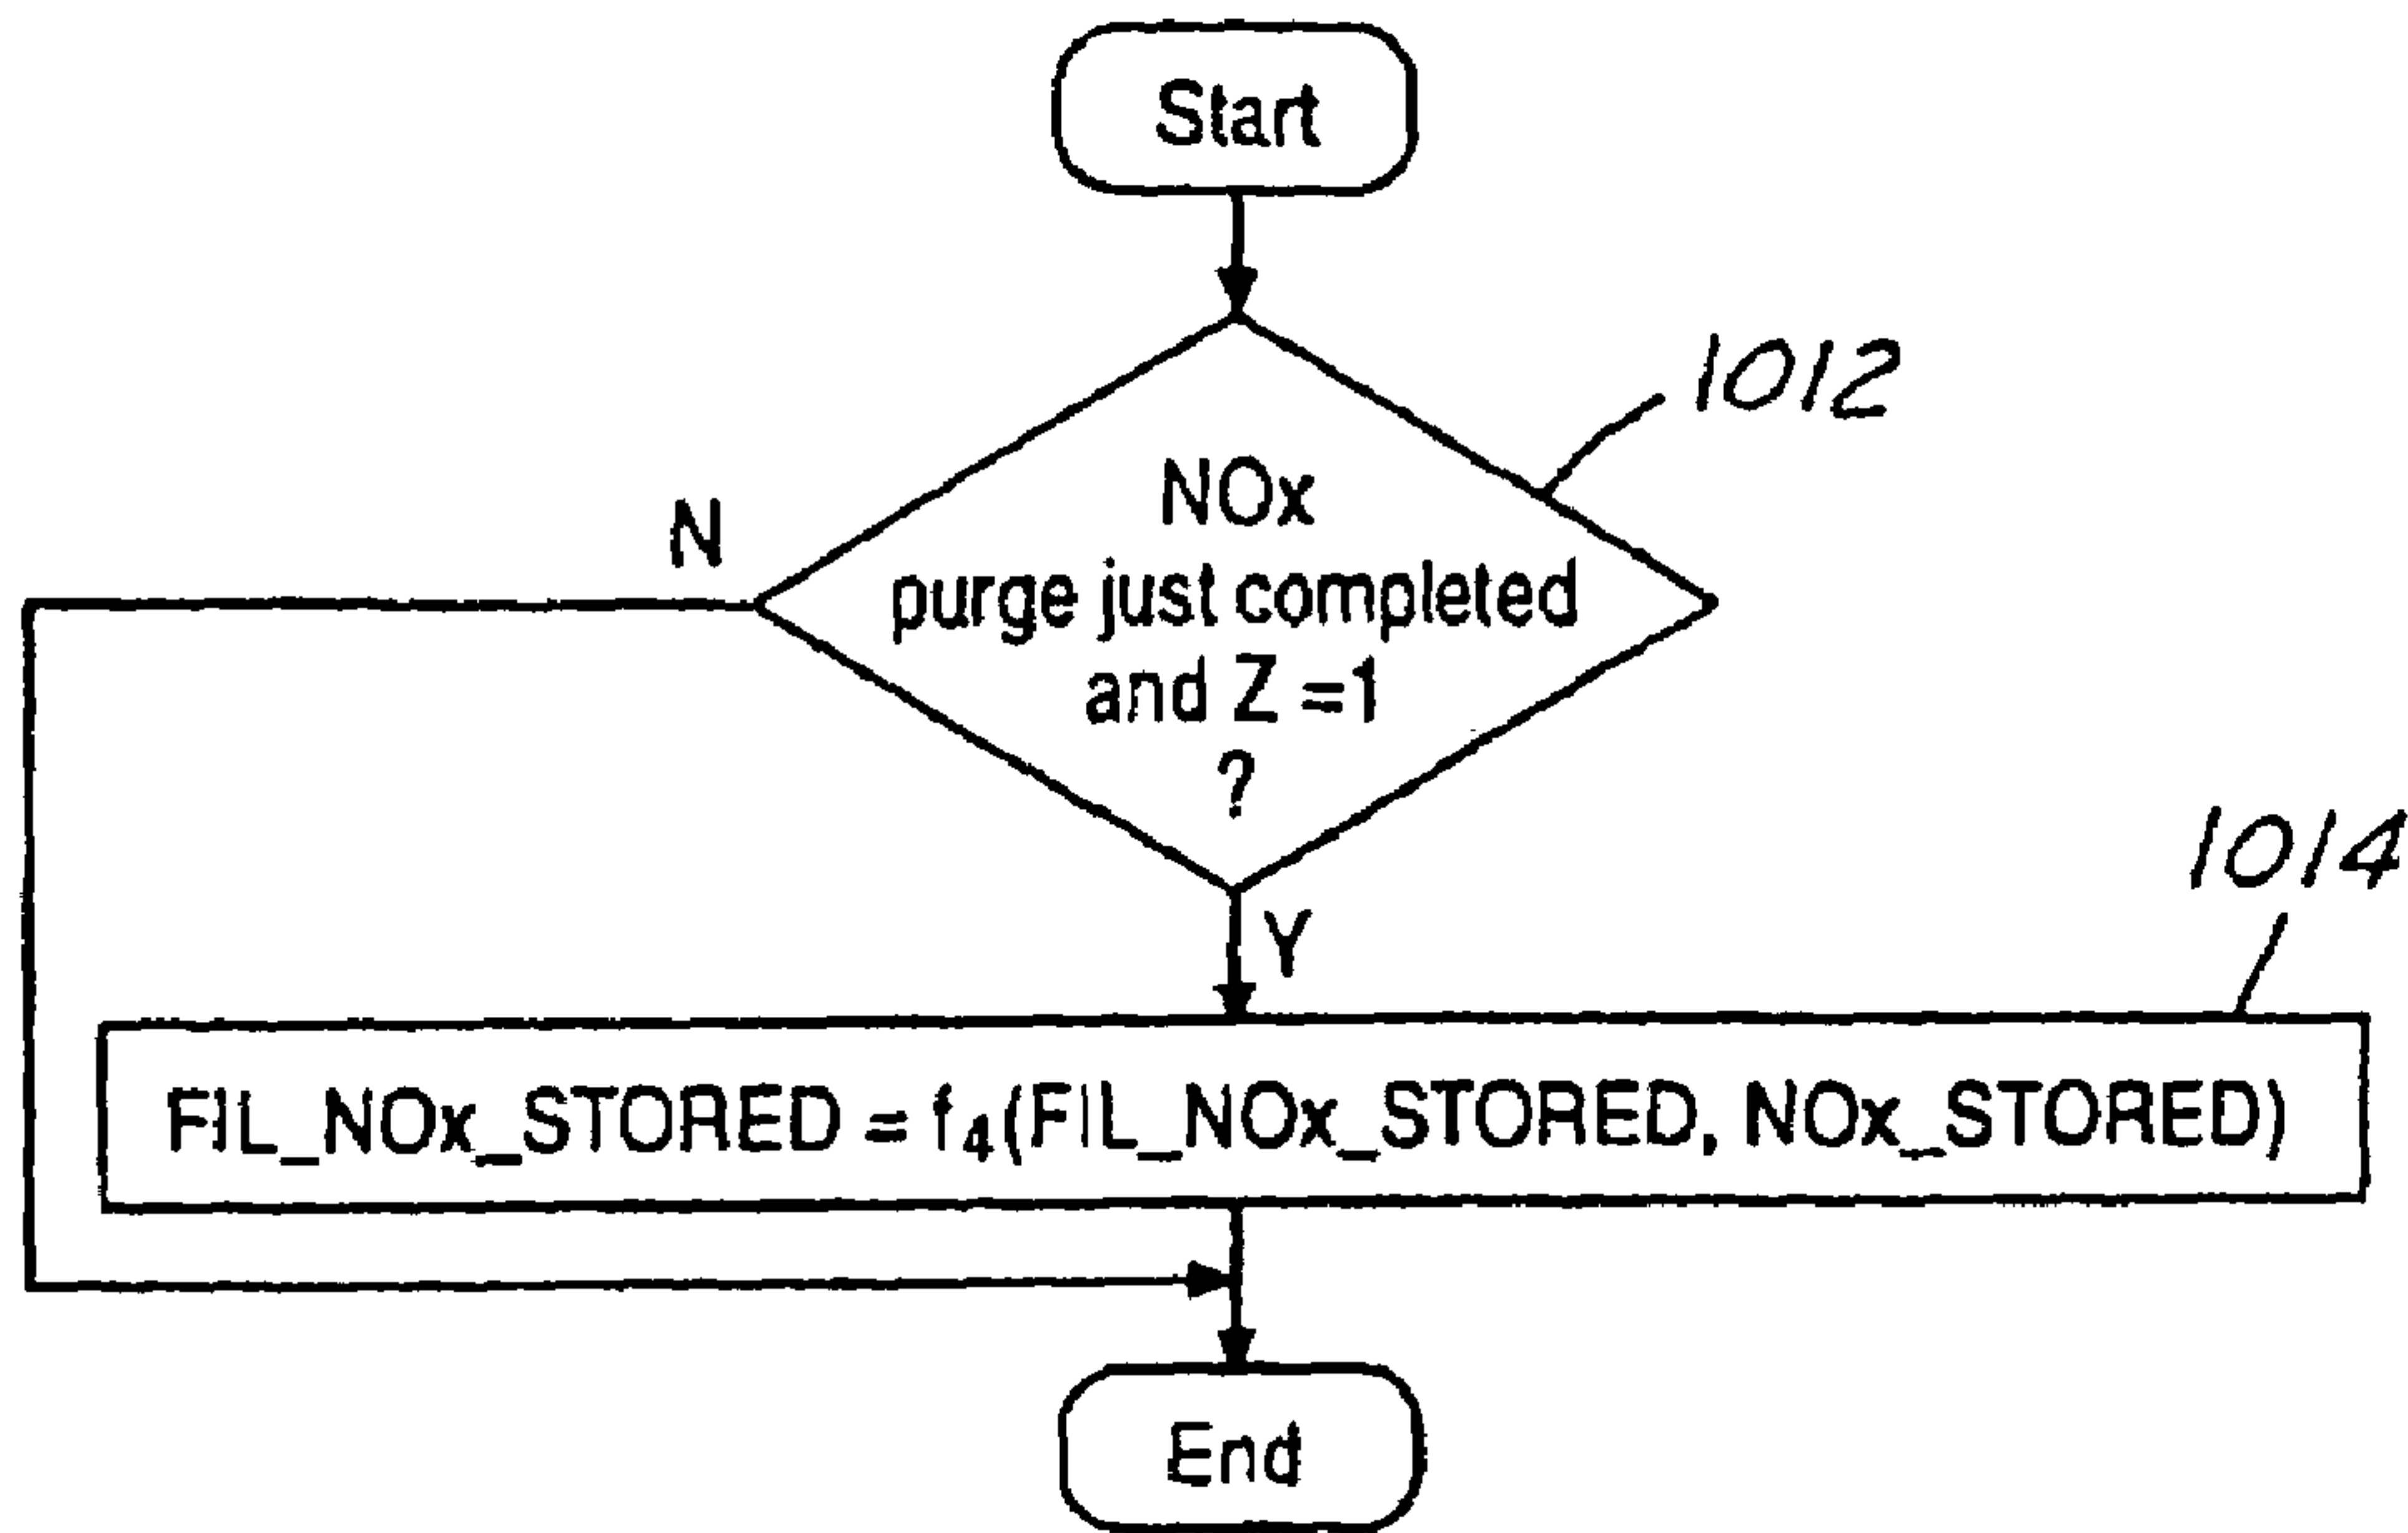 Start
1012
N
NOx
purge just completed
and Z =1
?
Y
1014
FIL_NOx_STORED = f4(FIL_NOx_STORED, NOx_STORED)
End